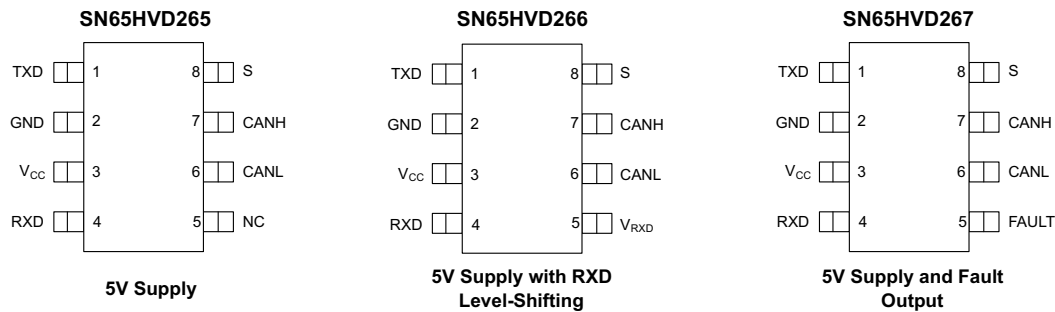 SN65HVD265
TXD 1 8 S
GND 2 7 CANH
VCC 3 6 CANL
RXD 4 5 NC
5V Supply
SN65HVD266
TXD 1 8 S
GND 2 7 CANH
VCC 3 6 CANL
RXD 4 5 VRXD
5V Supply with RXD
Level-Shifting
SN65HVD267
TXD 1 8 S
GND 2 7 CANH
VCC 3 6 CANL
RXD 4 5 FAULT
5V Supply and Fault
Output